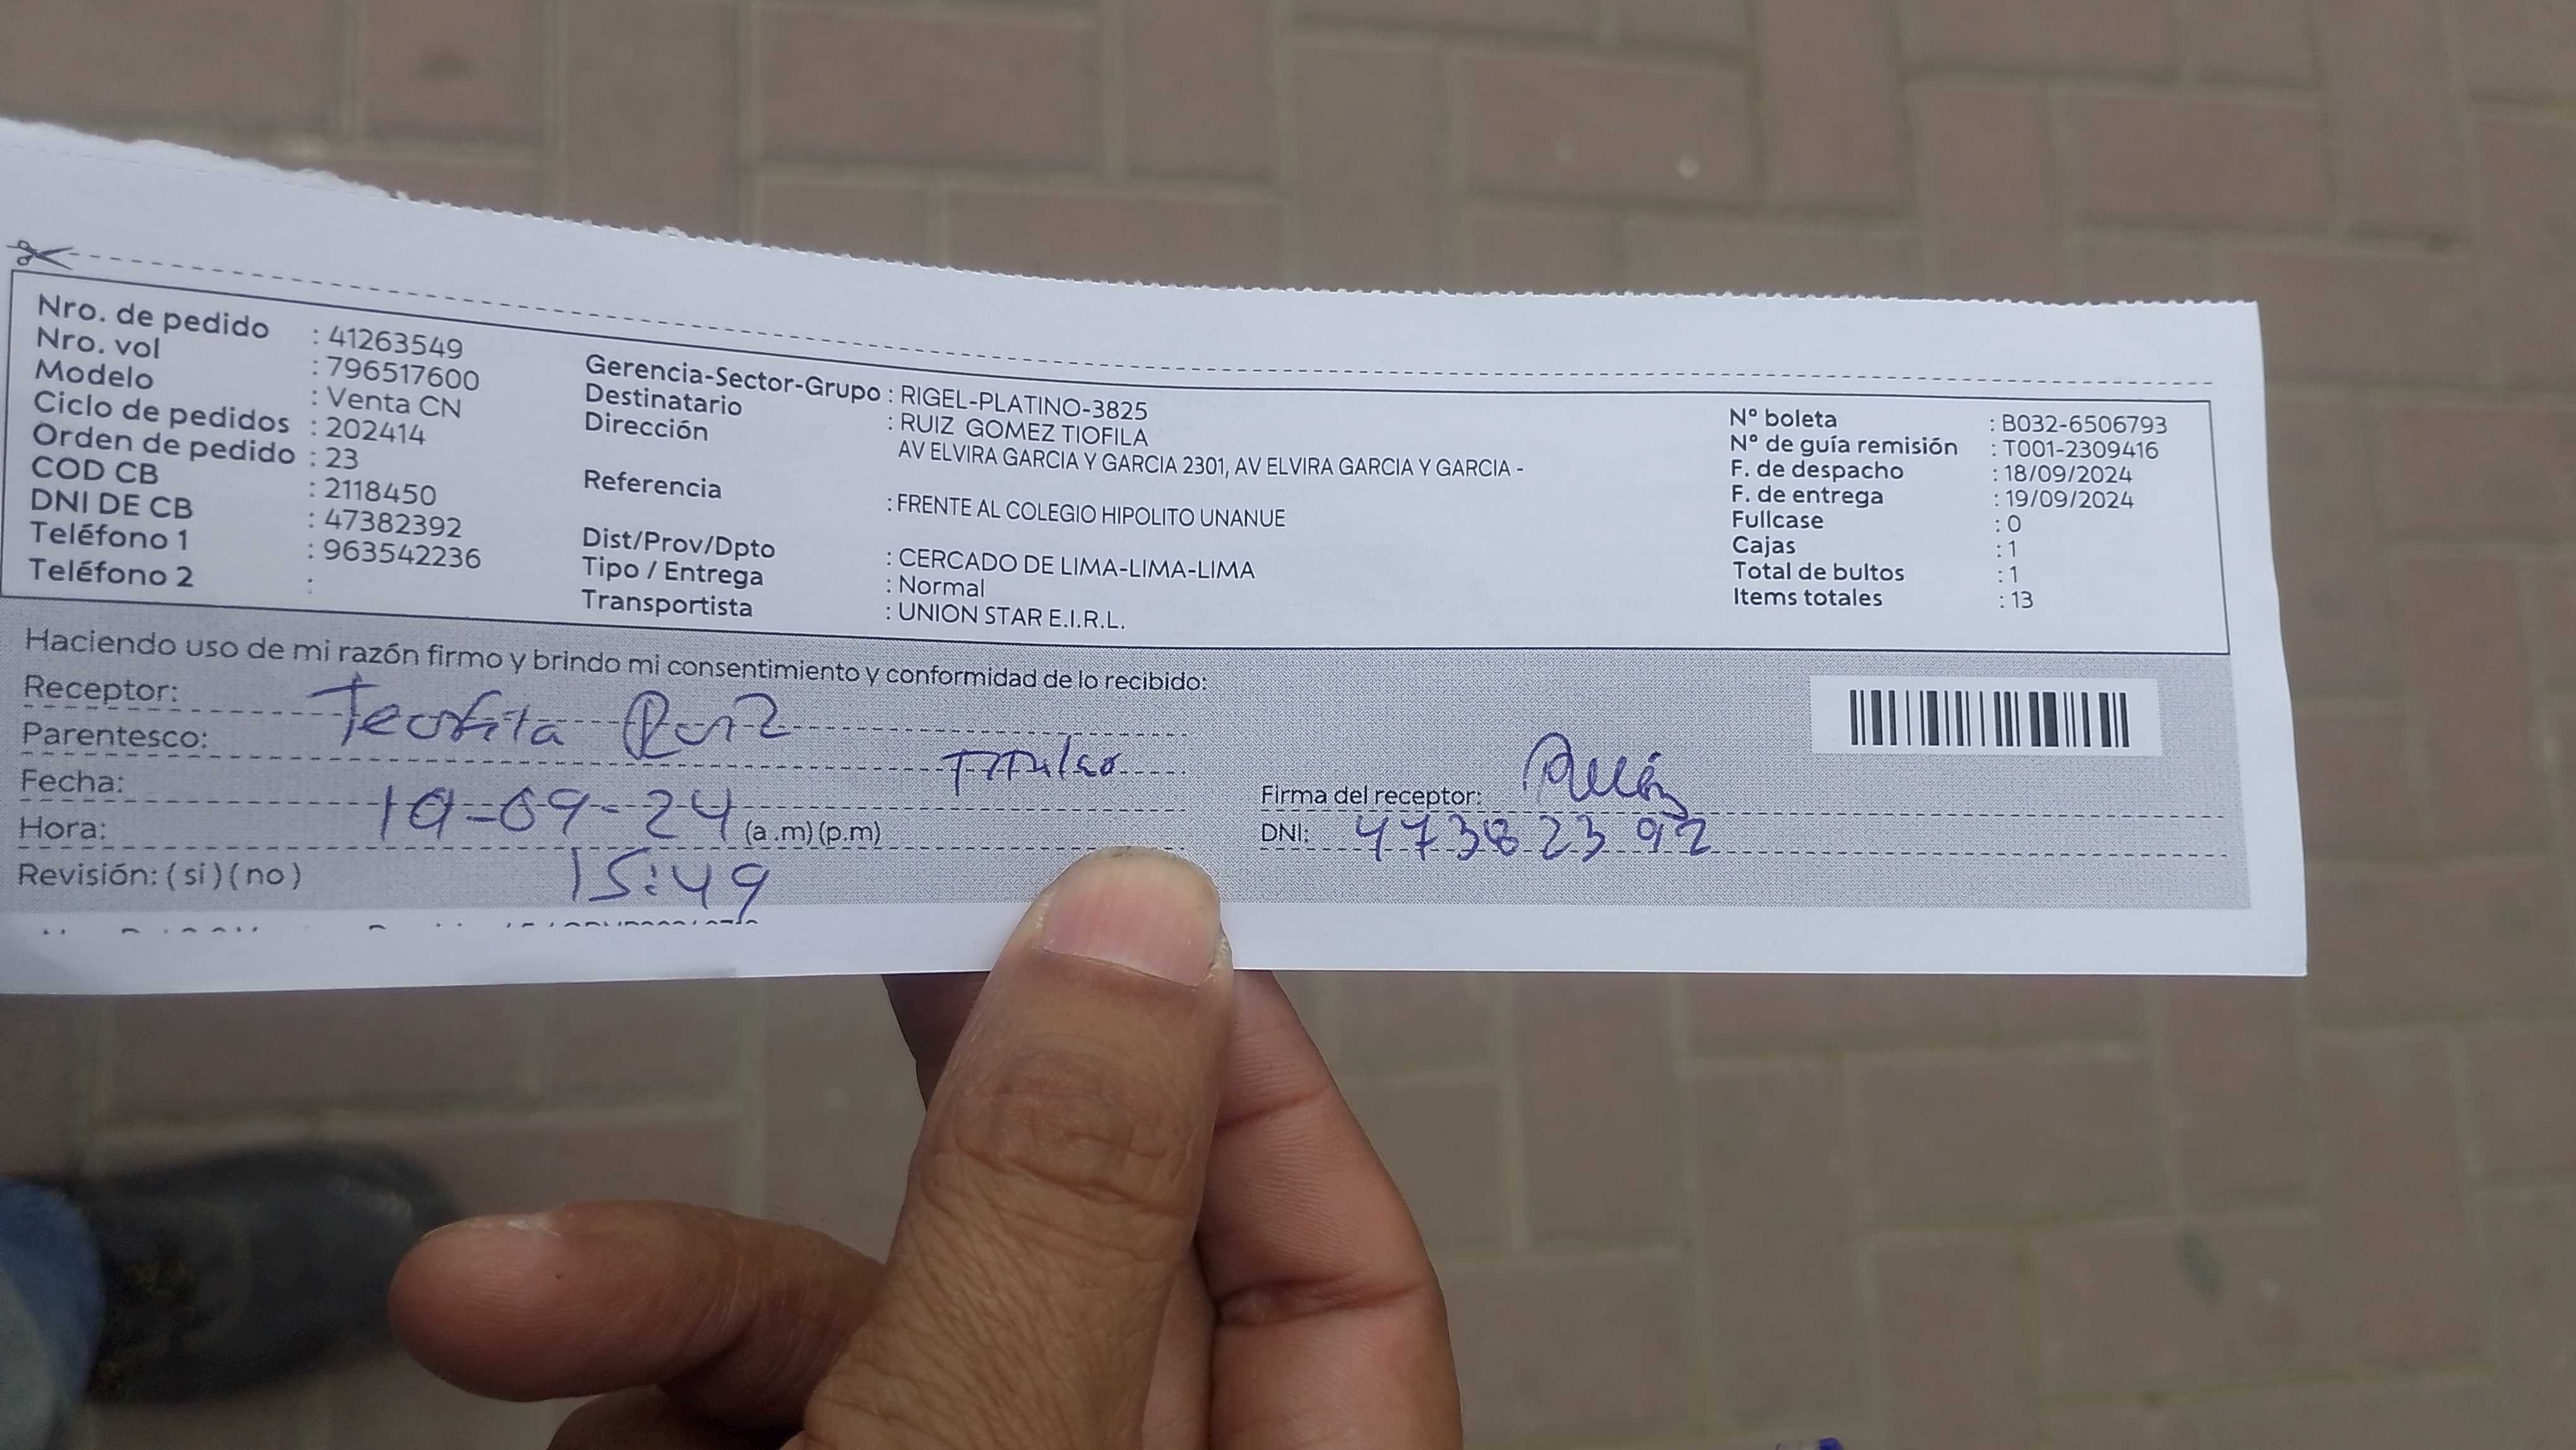 Nro. de pedido : 41263549
Nro. vol : 796517600
Modelo : Venta CN
Ciclo de pedidos : 202414
Orden de pedido : 23
COD CB : 2118450
DNI DE CB : 47382392
Teléfono 1 : 963542236
Teléfono 2 :
Gerencia-Sector-Grupo : RIGEL-PLATINO-3825
Destinatario : RUIZ GOMEZ TIOFILA
Dirección AV ELVIRA GARCIA Y GARCIA 2301, AV ELVIRA GARCIA Y GARCIA -
Referencia : FRENTE AL COLEGIO HIPOLITO UNANUE
Dist/Prov/Dpto : CERCADO DE LIMA-LIMA-LIMA
Tipo / Entrega : Normal
Transportista : UNION STAR E.I.R.L.
N° boleta : B032-6506793
N° de guía remisión : T001-2309416
F. de despacho : 18/09/2024
F. de entrega : 19/09/2024
Fullcase : 0
Cajas : 1
Total de bultos : 1
Items totales : 13
Haciendo uso de mi razón firmo y brindo mi consentimiento y conformidad de lo recibido:
Receptor: Teofila Ruiz
Parentesco: Titular
Fecha: 19-09-24
Hora: 15:49 (a.m) (p.m)
Revisión: ( si ) ( no )
Firma del receptor:
DNI: 47382392